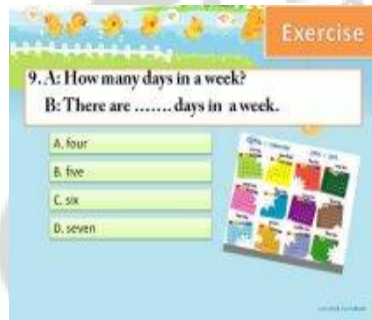 Exercise
9. A: How many days in a week?
B: There are ....... days in a week.
A. four
B. five
C. six
D. seven